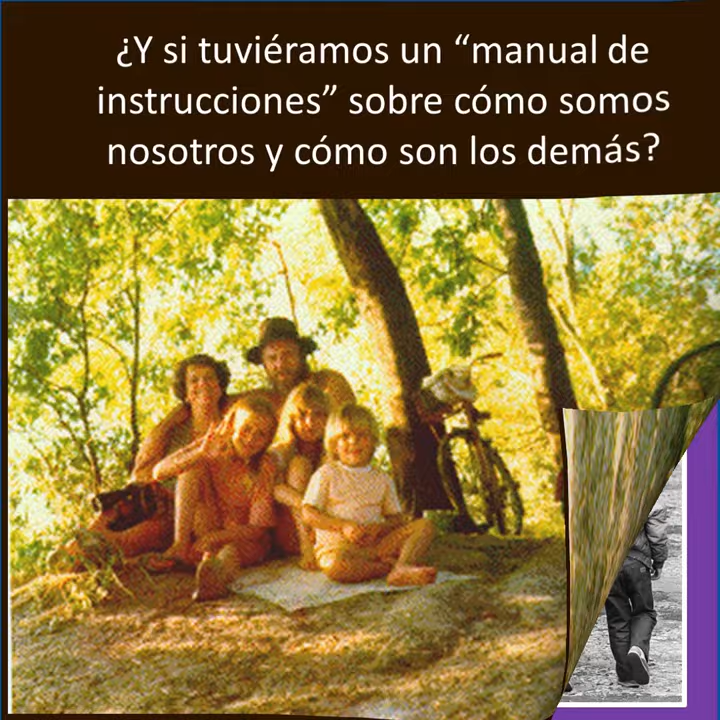 ¿Y si tuviéramos un “manual de
instrucciones” sobre cómo somos
nosotros y cómo son los demás?